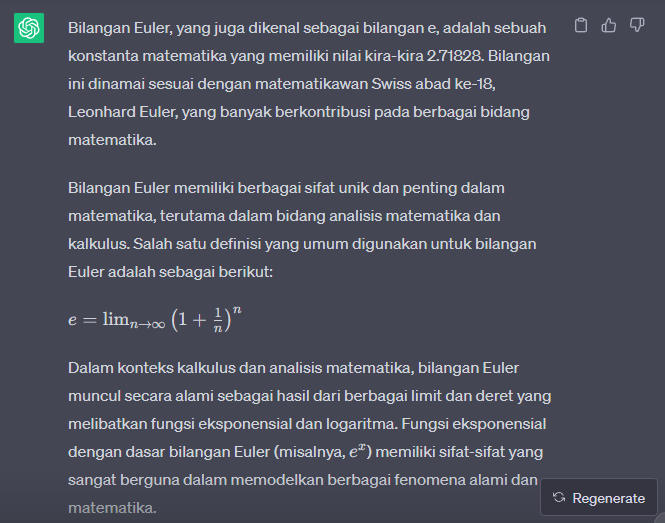 Bilangan Euler, yang juga dikenal sebagai bilangan e, adalah sebuah
konstanta matematika yang memiliki nilai kira-kira 2.71828. Bilangan
ini dinamai sesuai dengan matematikawan Swiss abad ke-18,
Leonhard Euler, yang banyak berkontribusi pada berbagai bidang
matematika.
Bilangan Euler memiliki berbagai sifat unik dan penting dalam
matematika, terutama dalam bidang analisis matematika dan
kalkulus. Salah satu definisi yang umum digunakan untuk bilangan
Euler adalah sebagai berikut:
e = lim_{n→∞} (1 + 1/n)^n
Dalam konteks kalkulus dan analisis matematika, bilangan Euler
muncul secara alami sebagai hasil dari berbagai limit dan deret yang
melibatkan fungsi eksponensial dan logaritma. Fungsi eksponensial
dengan dasar bilangan Euler (misalnya, e^x) memiliki sifat-sifat yang
sangat berguna dalam memodelkan berbagai fenomena alami dan
matematika.
Regenerate